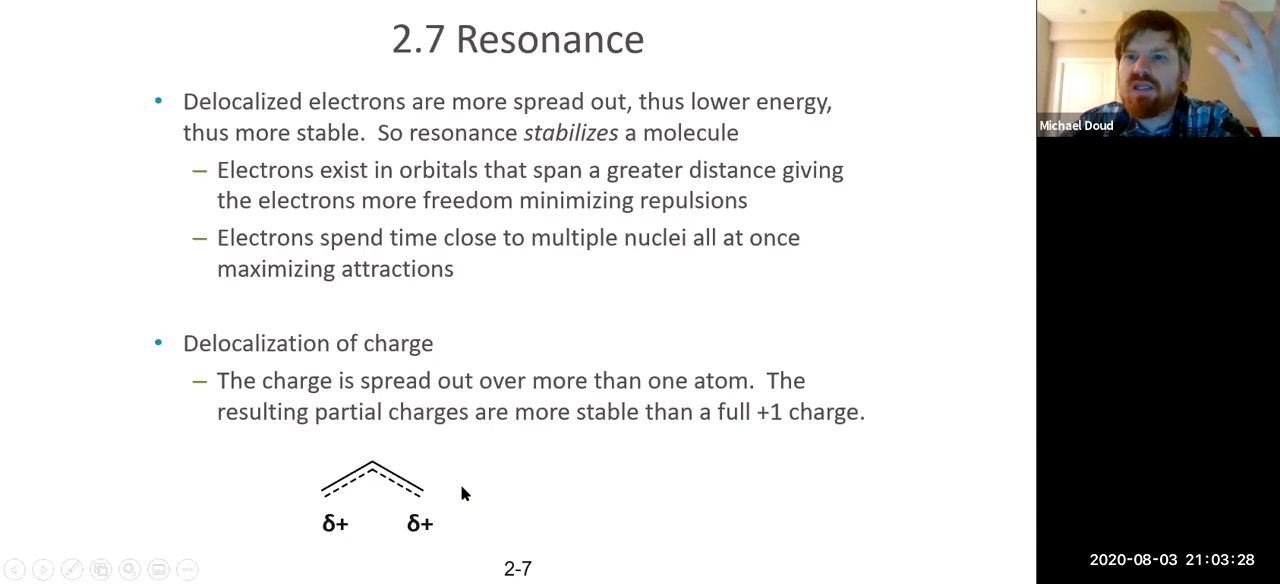 2.7 Resonance
• Delocalized electrons are more spread out, thus lower energy,
thus more stable.  So resonance stabilizes a molecule
– Electrons exist in orbitals that span a greater distance giving
the electrons more freedom minimizing repulsions
– Electrons spend time close to multiple nuclei all at once
maximizing attractions
• Delocalization of charge
– The charge is spread out over more than one atom.  The
resulting partial charges are more stable than a full +1 charge.
δ+ δ+
2-7
Michael Doud
2020-08-03 21:03:28